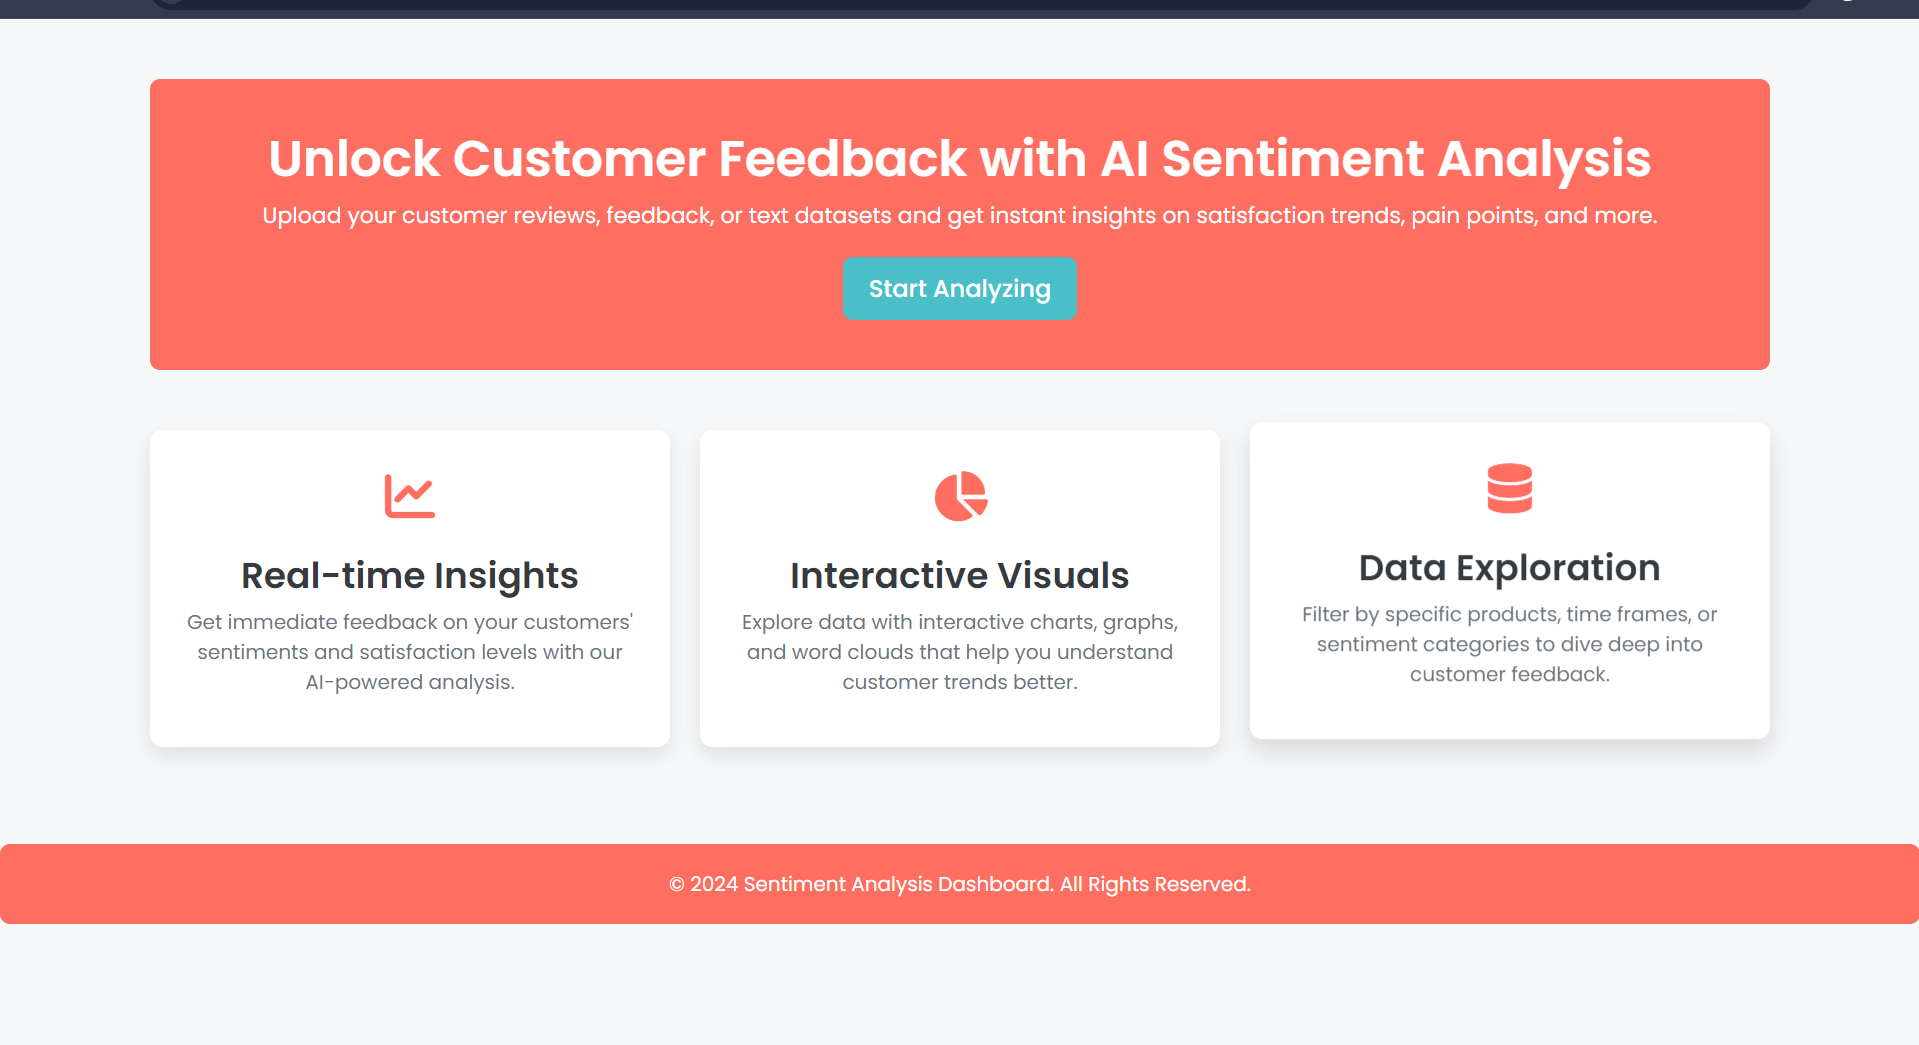 Unlock Customer Feedback with AI Sentiment Analysis
Upload your customer reviews, feedback, or text datasets and get instant insights on satisfaction trends, pain points, and more.
Start Analyzing
Real-time Insights
Get immediate feedback on your customers'
sentiments and satisfaction levels with our
AI-powered analysis.
Interactive Visuals
Explore data with interactive charts, graphs,
and word clouds that help you understand
customer trends better.
Data Exploration
Filter by specific products, time frames, or
sentiment categories to dive deep into
customer feedback.
© 2024 Sentiment Analysis Dashboard. All Rights Reserved.